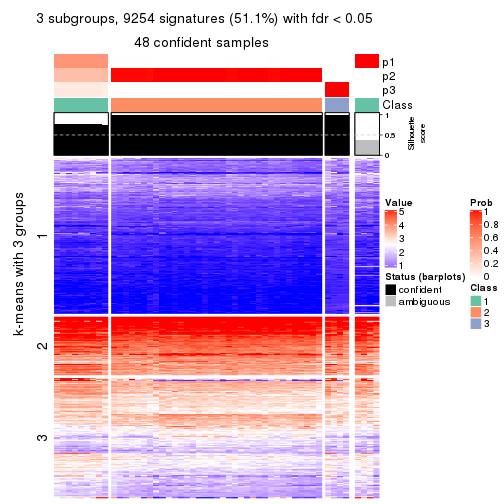 3 subgroups, 9254 signatures (51.1%) with fdr < 0.05
48 confident samples
p1
p2
p3
Class
1
0.5
0
Silhouette
score
k-means with 3 groups
1
2
3
Value
5
4
3
2
1
Status (barplots)
confident
ambiguous
Prob
1
0.8
0.6
0.4
0.2
0
Class
1
2
3